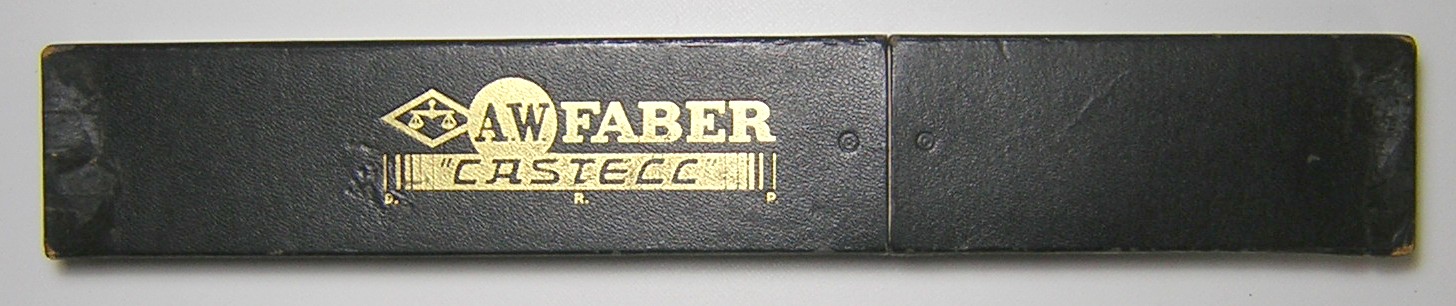 A.W FABER
"CASTELL"
D. R. P